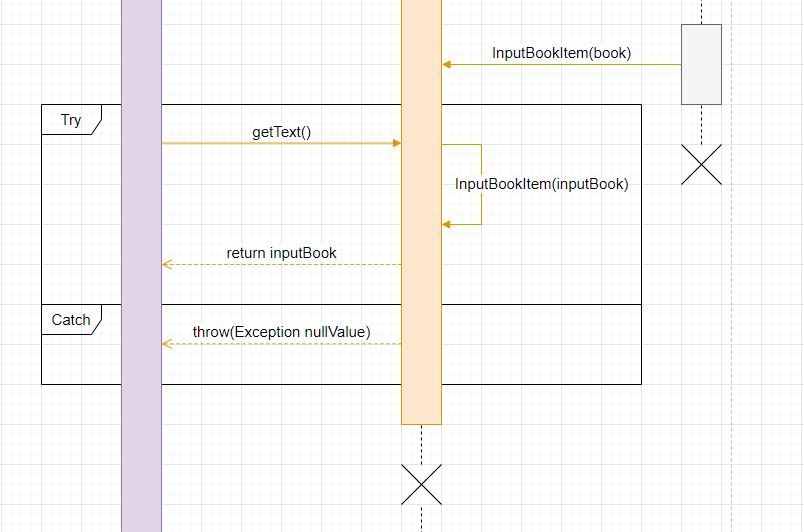 InputBookItem(book)
Try
getText()
InputBookItem(inputBook)
return inputBook
Catch
throw(Exception nullValue)